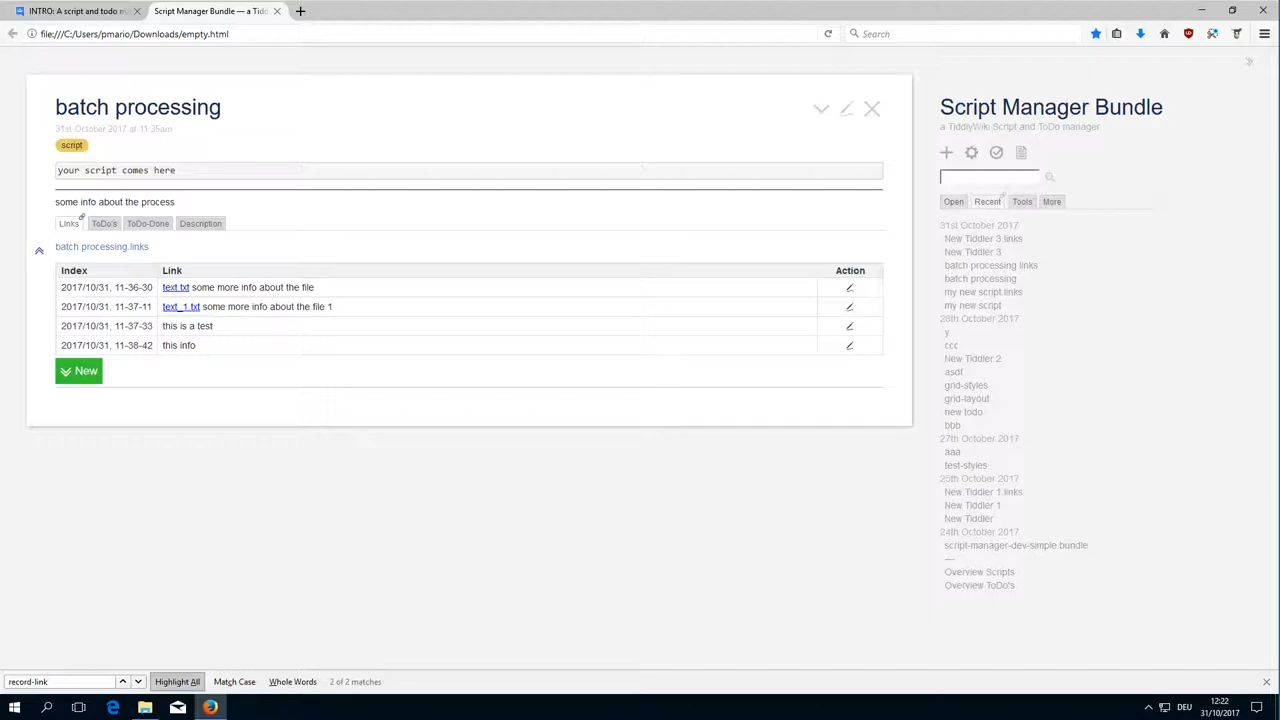 INTRO: A script and todo m
Script Manager Bundle — a Tiddl
file:///C:/Users/pmario/Downloads/empty.html
Search
batch processing
31st October 2017 at 11:35am
script
your script comes here
some info about the process
Links
ToDo's
ToDo-Done
Description
batch processing.links
Index Link Action
2017/10/31, 11-36-30 text.txt some more info about the file
2017/10/31, 11-37-11 text_1.txt some more info about the file 1
2017/10/31, 11-37-33 this is a test
2017/10/31, 11-38-42 this info
New
Script Manager Bundle
a TiddlyWiki Script and ToDo manager
Open Recent Tools More
31st October 2017
New Tiddler 3.links
New Tiddler 3
batch processing.links
batch processing
my new script.links
my new script
28th October 2017
y
ccc
New Tiddler 2
asdf
grid-styles
grid-layout
new todo
bbb
27th October 2017
aaa
test-styles
25th October 2017
New Tiddler 1.links
New Tiddler 1
New Tiddler
24th October 2017
script-manager-dev-simple.bundle
—
Overview Scripts
Overview ToDo's
record-link
Highlight All
Match Case
Whole Words
2 of 2 matches
DEU
12:22
31/10/2017